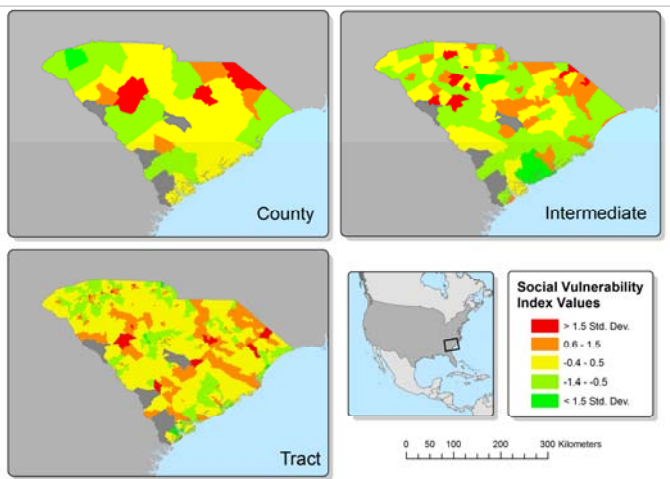 County
Intermediate
Tract
Social Vulnerability
Index Values
> 1.5 Std. Dev.
0.6 - 1.5
-0.4 - 0.5
-1.4 - -0.5
< 1.5 Std. Dev.
0 50 100 200 300 Kilometers